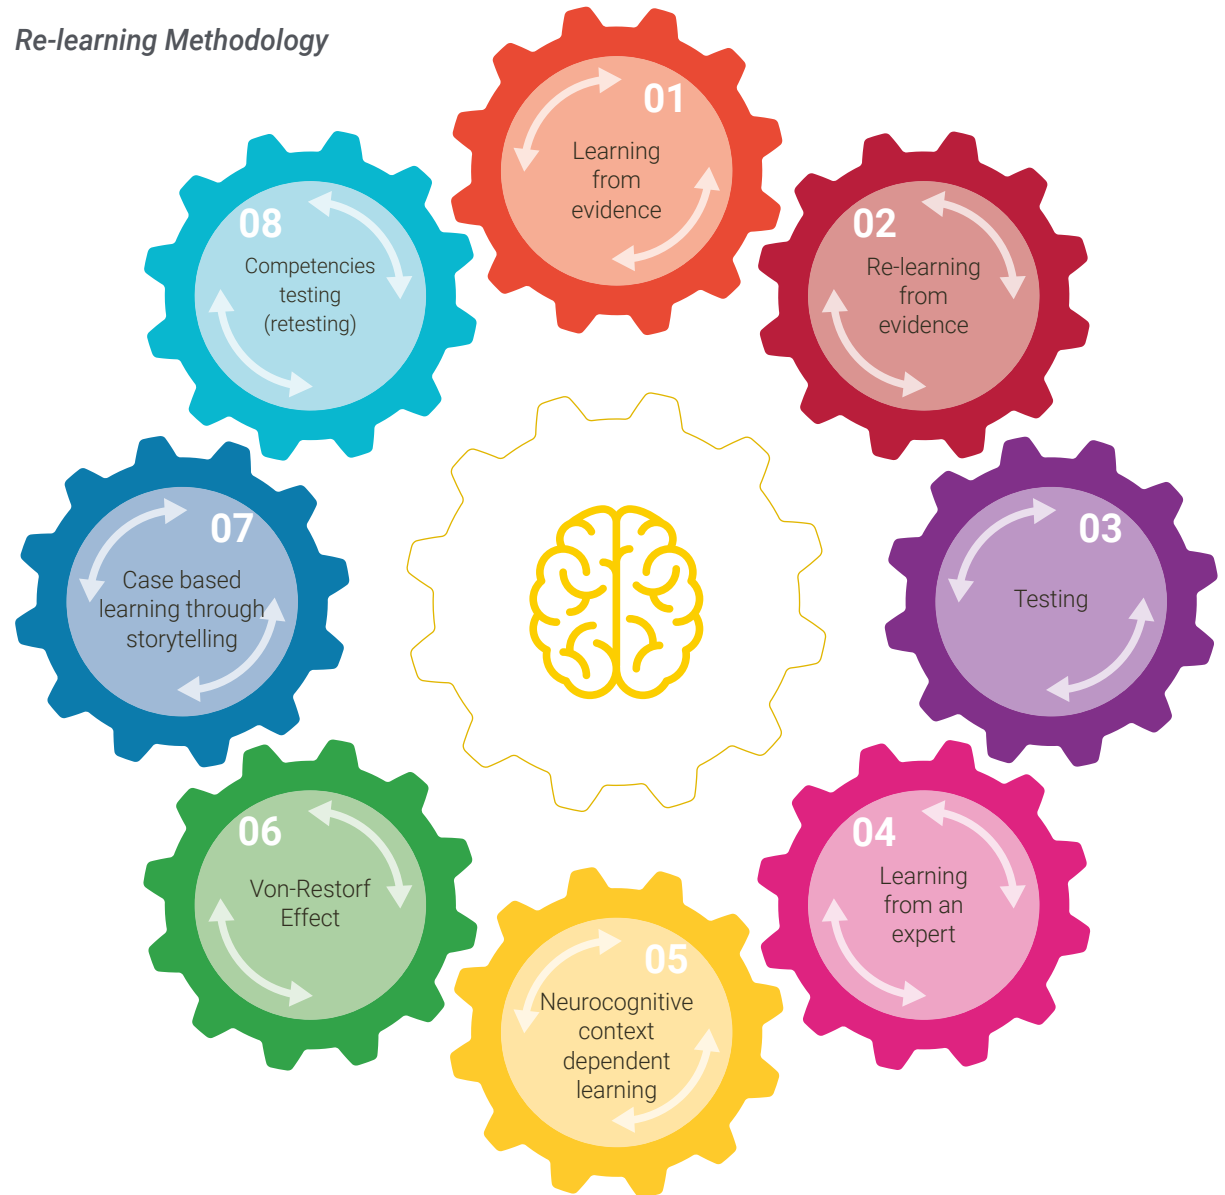 Re-learning Methodology
01
Learning
from
evidence
02
Re-learning
from
evidence
03
Testing
04
Learning
from an
expert
05
Neurocognitive
context
dependent
learning
06
Von-Restorf
Effect
07
Case based
learning through
storytelling
08
Competencies
testing
(retesting)